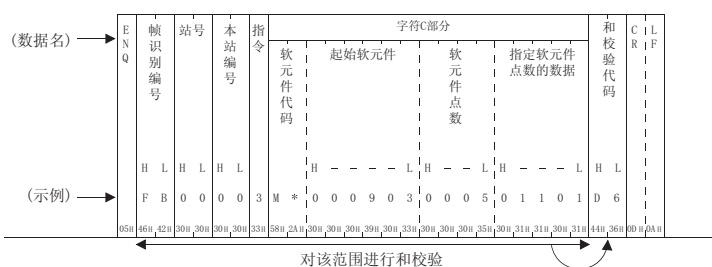 (数据名)
ENQ
帧识别编号
站号
本站编号
指令
字符C部分
软元件代码
起始软元件
软元件点数
指定软元件
点数的数据
和校验代码
CR
LF
H L H L H L H － － － L H － － L H － － － L H L
(示例)
F B 0 0 0 0 3 M * 0 0 0 9 0 3 0 0 0 5 0 1 1 0 1 D 6
05H 46H 42H 30H 30H 30H 30H 33H 58H 2AH 30H 30H 30H 39H 30H 33H 30H 30H 30H 35H 30H 31H 31H 30H 31H 44H 36H 0DH 0AH
对该范围进行和校验